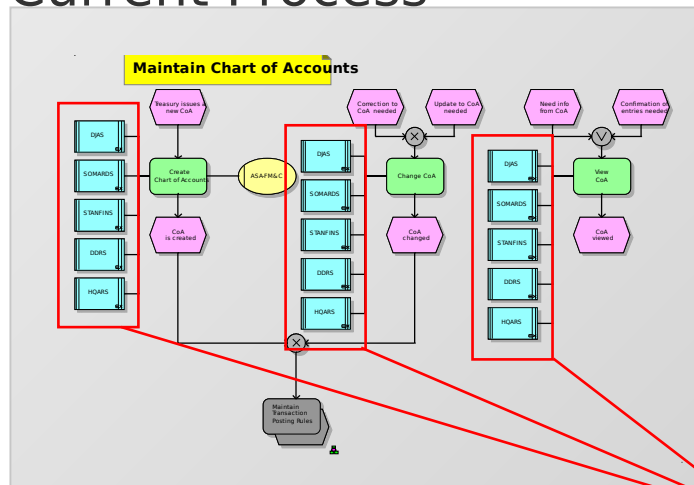 Current Process
Maintain Chart of Accounts
Treasury issues a
new CoA
Correction to
CoA needed
Update to CoA
needed
Need info
from CoA
Confirmation of
entries needed
DJAS
SOMARDS
STANFINS
DDRS
HQARS
Create
Chart of Accounts
ASA-FM&C
CoA
is created
DJAS
SOMARDS
STANFINS
DDRS
HQARS
Change CoA
CoA
changed
DJAS
SOMARDS
STANFINS
DDRS
HQARS
View
CoA
CoA
viewed
Maintain
Transaction
Posting Rules